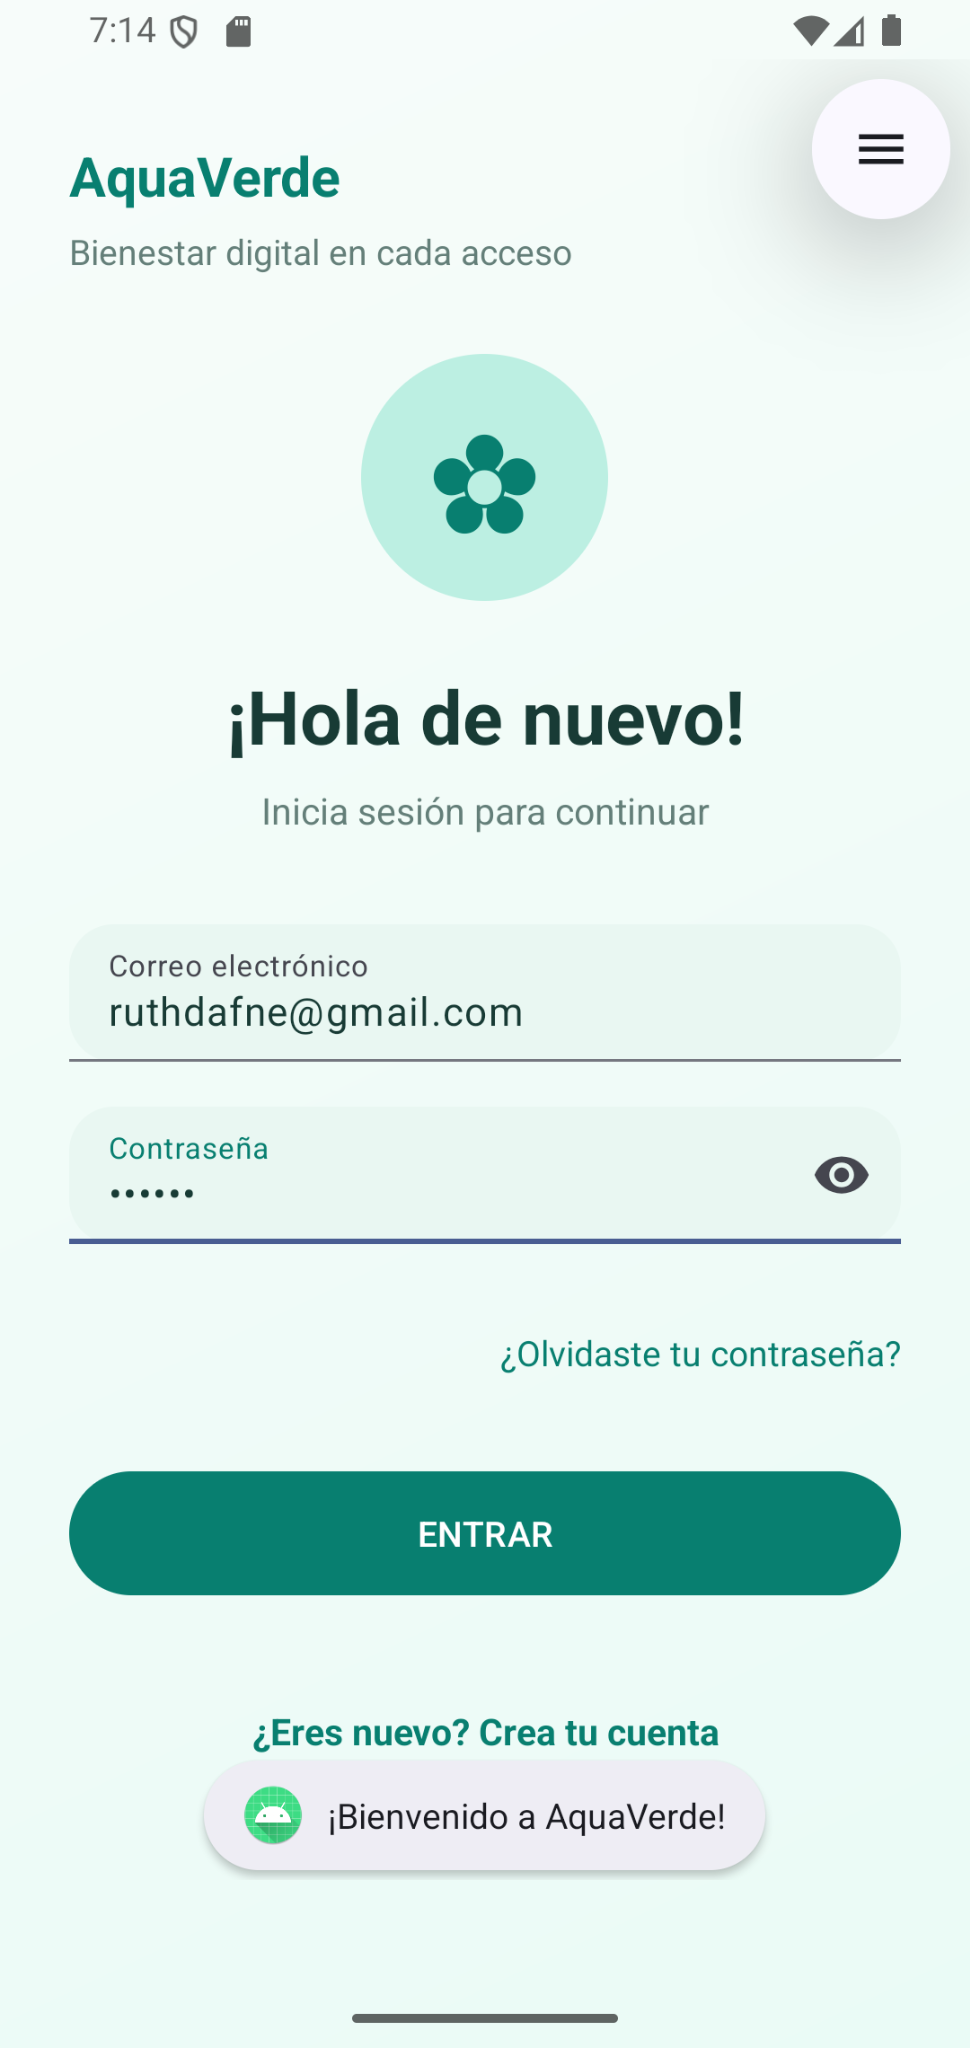 7:14
AquaVerde
Bienestar digital en cada acceso
¡Hola de nuevo!
Inicia sesión para continuar
Correo electrónico
ruthdafne@gmail.com
Contraseña
••••••
¿Olvidaste tu contraseña?
ENTRAR
¿Eres nuevo? Crea tu cuenta
¡Bienvenido a AquaVerde!